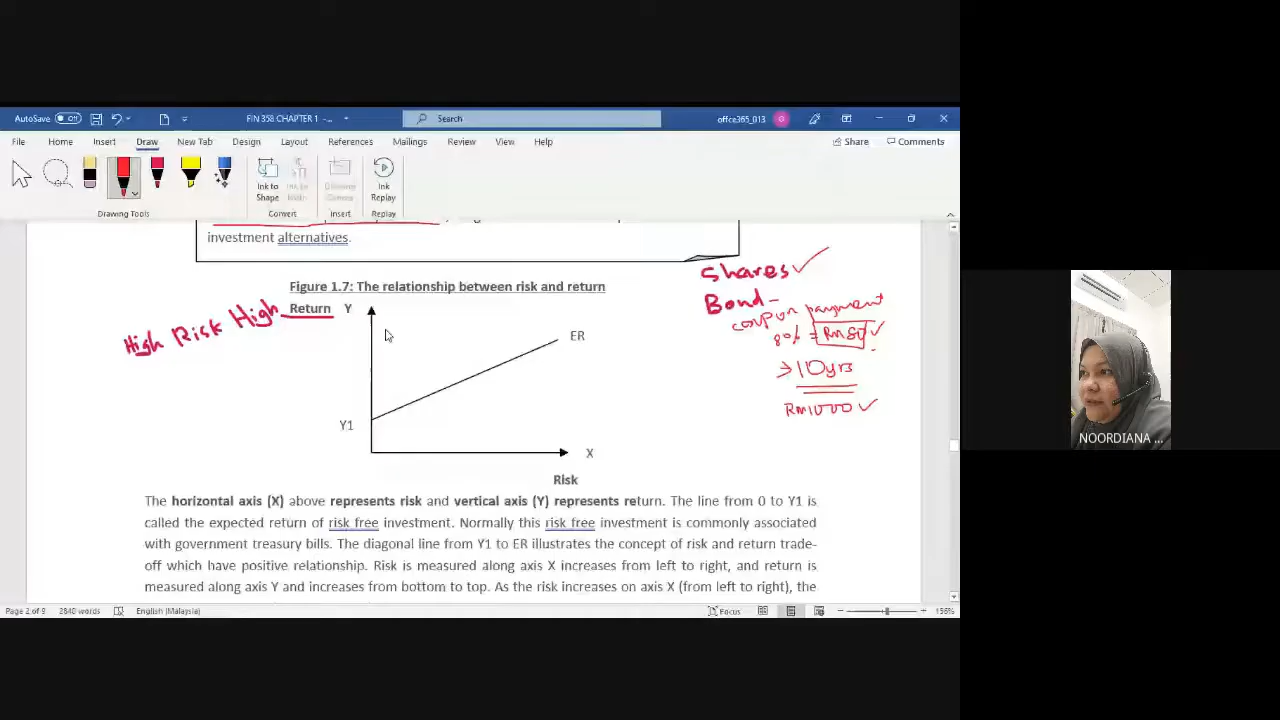 AutoSave Off FIN 358 CHAPTER 1 -... Search offce365_013
File Home Insert Draw New Tab Design Layout References Mailings Review View Help Share Comments
Ink to Shape Ink to Math Ink Replay
Drawing Tools Convert Insert Replay
investment alternatives.
Shares
Figure 1.7: The relationship between risk and return
Bond -
coupon payment
High Risk High Return Y
ER
= RM80
→ 10yrs
RM1000
Y1
X
Risk
The horizontal axis (X) above represents risk and vertical axis (Y) represents return. The line from 0 to Y1 is
called the expected return of risk free investment. Normally this risk free investment is commonly associated
with government treasury bills. The diagonal line from Y1 to ER illustrates the concept of risk and return trade-
off which have positive relationship. Risk is measured along axis X increases from left to right, and return is
measured along axis Y and increases from bottom to top. As the risk increases on axis X (from left to right), the
Page 2 of 9 2848 words English (Malaysia) Focus 156%
NOORDIANA ...